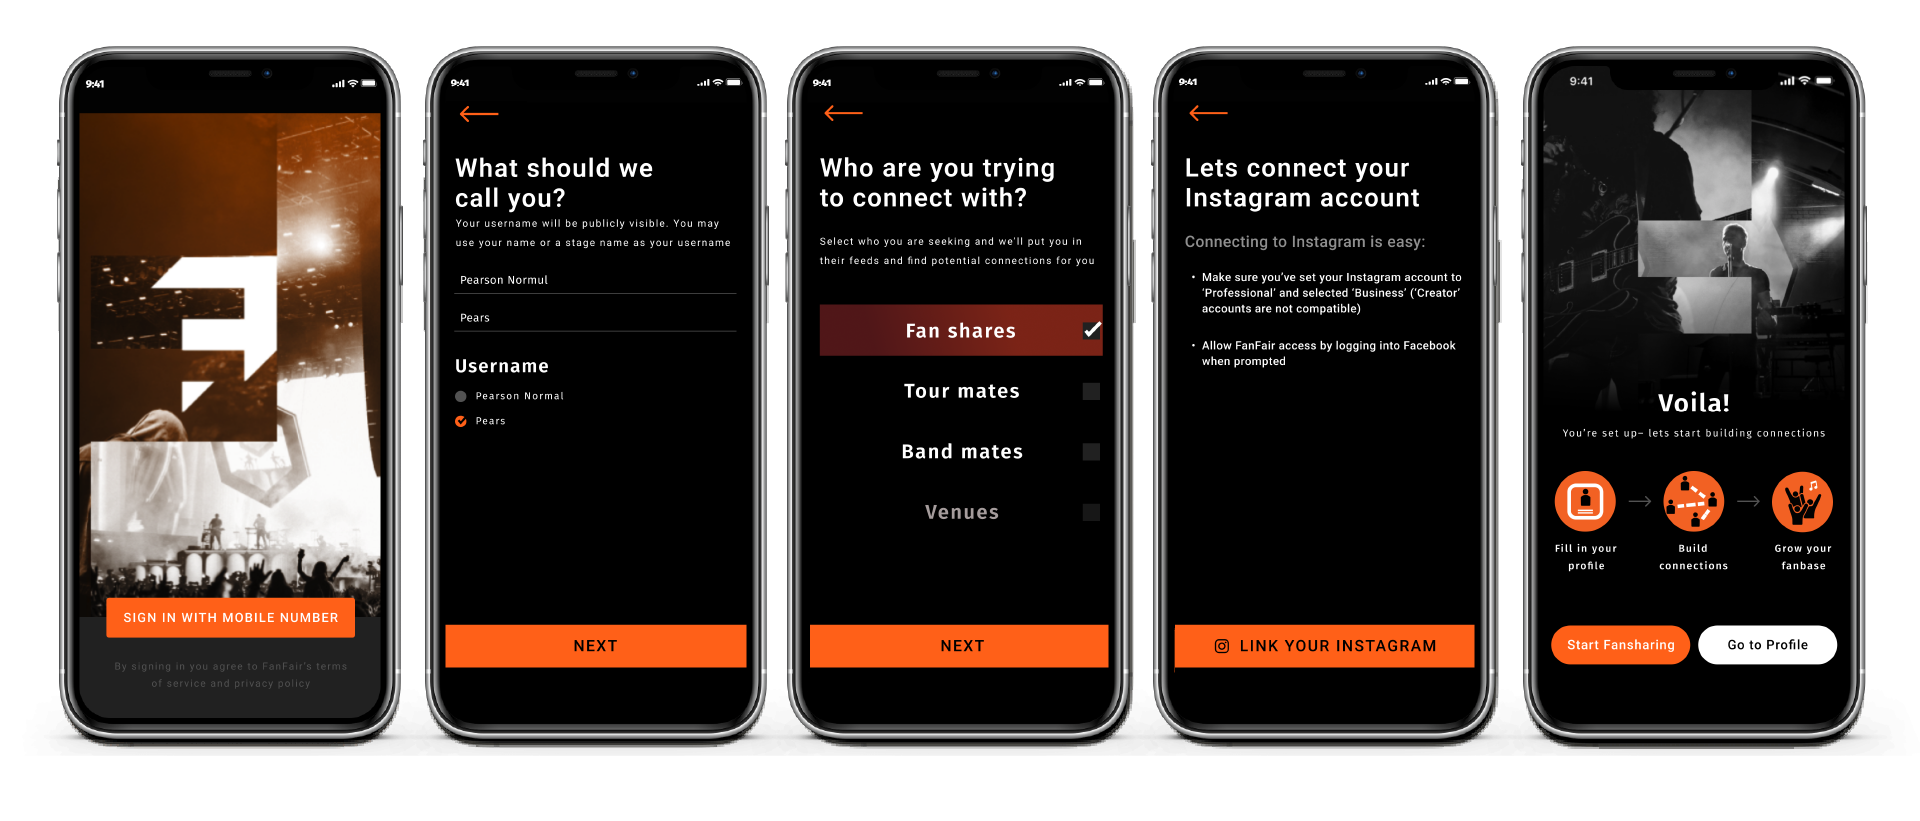 9:41
SIGN IN WITH MOBILE NUMBER
By signing in you agree to FanFair's terms
of service and privacy policy
9:41
What should we
call you?
Your username will be publicly visible. You may
use your name or a stage name as your username
Pearson Normul
Pears
Username
Pearson Normal
Pears
NEXT
9:41
Who are you trying
to connect with?
Select who you are seeking and we'll put you in
their feeds and find potential connections for you
Fan shares
Tour mates
Band mates
Venues
NEXT
9:41
Lets connect your
Instagram account
Connecting to Instagram is easy:
• Make sure you've set your Instagram account to
'Professional' and selected 'Business' ('Creator'
accounts are not compatible)
• Allow FanFair access by logging into Facebook
when prompted
LINK YOUR INSTAGRAM
9:41
Voila!
You're set up– lets start building connections
Fill in your
profile
Build
connections
Grow your
fanbase
Start Fansharing
Go to Profile